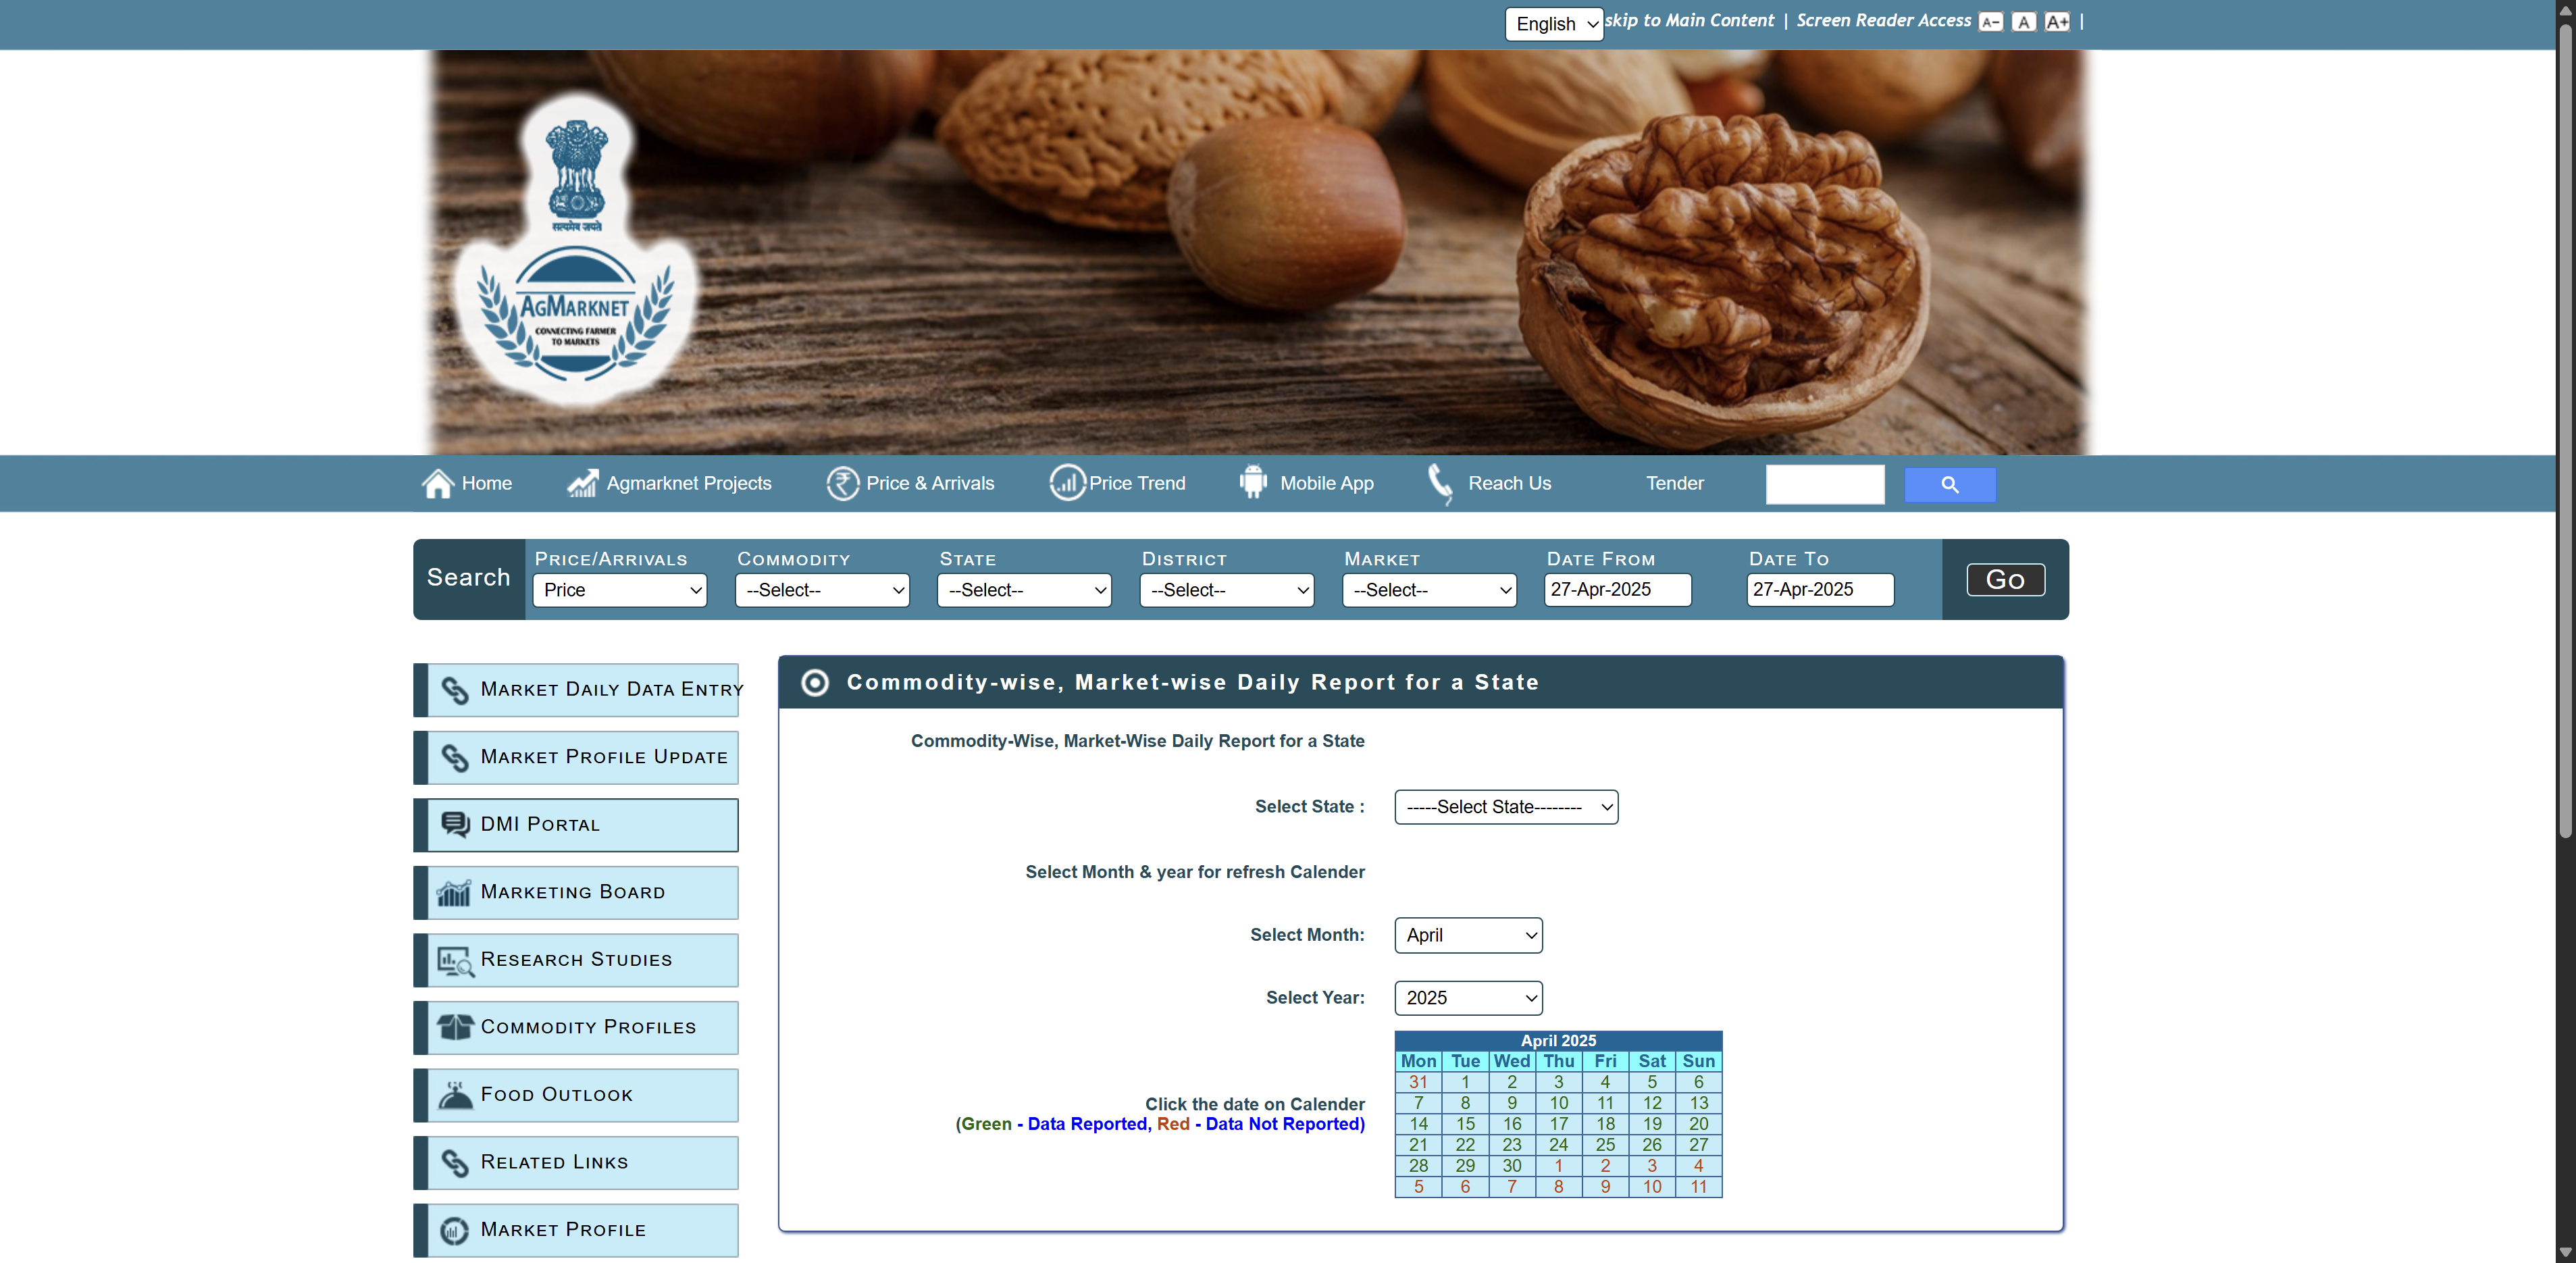 English
skip to Main Content | Screen Reader Access A- A A+ |
सत्यमेव जयते
AGMARKNET
CONNECTING FARMER
TO MARKETS
Home Agmarknet Projects Price & Arrivals Price Trend Mobile App Reach Us Tender
Search
Price/Arrivals Commodity State District Market Date From Date To
Price --Select-- --Select-- --Select-- --Select-- 27-Apr-2025 27-Apr-2025
Go
Market Daily Data Entry
Market Profile Update
DMI Portal
Marketing Board
Research Studies
Commodity Profiles
Food Outlook
Related Links
Market Profile
Commodity-wise, Market-wise Daily Report for a State
Commodity-Wise, Market-Wise Daily Report for a State
Select State : -----Select State--------
Select Month & year for refresh Calender
Select Month: April
Select Year: 2025
Click the date on Calender
(Green - Data Reported, Red - Data Not Reported)
April 2025
Mon Tue Wed Thu Fri Sat Sun
31 1 2 3 4 5 6
7 8 9 10 11 12 13
14 15 16 17 18 19 20
21 22 23 24 25 26 27
28 29 30 1 2 3 4
5 6 7 8 9 10 11